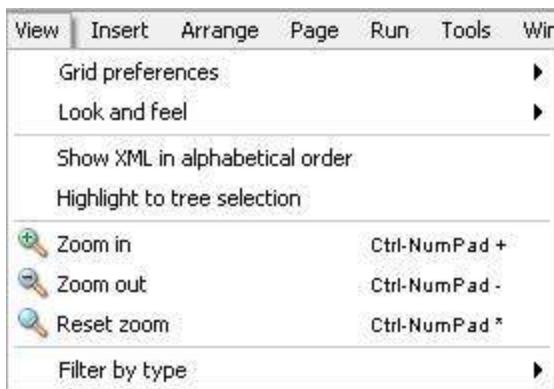 View Insert Arrange Page Run Tools
Grid preferences
Look and feel
Show XML in alphabetical order
Highlight to tree selection
Zoom in Ctrl-NumPad +
Zoom out Ctrl-NumPad -
Reset zoom Ctrl-NumPad *
Filter by type